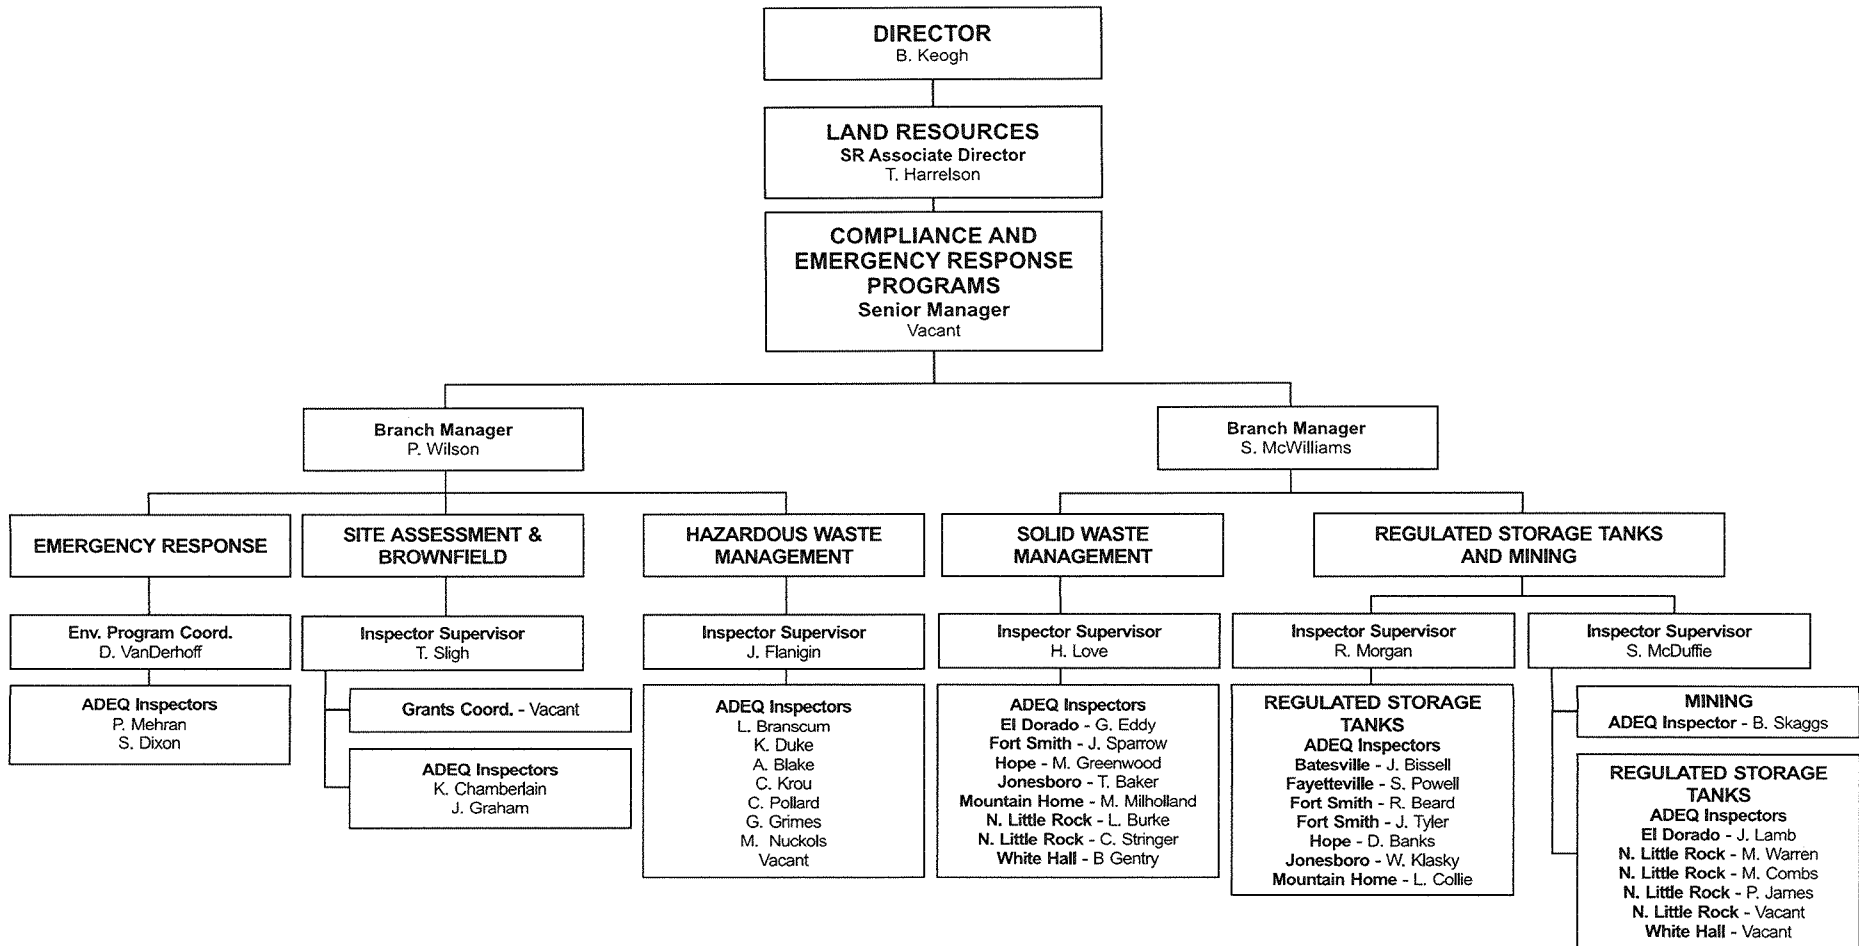 DIRECTOR
B. Keogh
LAND RESOURCES
SR Associate Director
T. Harrelson
COMPLIANCE AND
EMERGENCY RESPONSE
PROGRAMS
Senior Manager
Vacant
Branch Manager
P. Wilson
Branch Manager
S. McWilliams
EMERGENCY RESPONSE
SITE ASSESSMENT &
BROWNFIELD
HAZARDOUS WASTE
MANAGEMENT
SOLID WASTE
MANAGEMENT
REGULATED STORAGE TANKS
AND MINING
Env. Program Coord.
D. VanDerhoff
Inspector Supervisor
T. Sligh
Inspector Supervisor
J. Flanigin
Inspector Supervisor
H. Love
Inspector Supervisor
R. Morgan
Inspector Supervisor
S. McDuffie
ADEQ Inspectors
P. Mehran
S. Dixon
Grants Coord. - Vacant
ADEQ Inspectors
K. Chamberlain
J. Graham
ADEQ Inspectors
L. Branscum
K. Duke
A. Blake
C. Krou
C. Pollard
G. Grimes
M. Nuckols
Vacant
ADEQ Inspectors
El Dorado - G. Eddy
Fort Smith - J. Sparrow
Hope - M. Greenwood
Jonesboro - T. Baker
Mountain Home - M. Milholland
N. Little Rock - L. Burke
N. Little Rock - C. Stringer
White Hall - B Gentry
REGULATED STORAGE
TANKS
ADEQ Inspectors
Batesville - J. Bissell
Fayetteville - S. Powell
Fort Smith - R. Beard
Fort Smith - J. Tyler
Hope - D. Banks
Jonesboro - W. Klasky
Mountain Home - L. Collie
MINING
ADEQ Inspector - B. Skaggs
REGULATED STORAGE
TANKS
ADEQ Inspectors
El Dorado - J. Lamb
N. Little Rock - M. Warren
N. Little Rock - M. Combs
N. Little Rock - P. James
N. Little Rock - Vacant
White Hall - Vacant